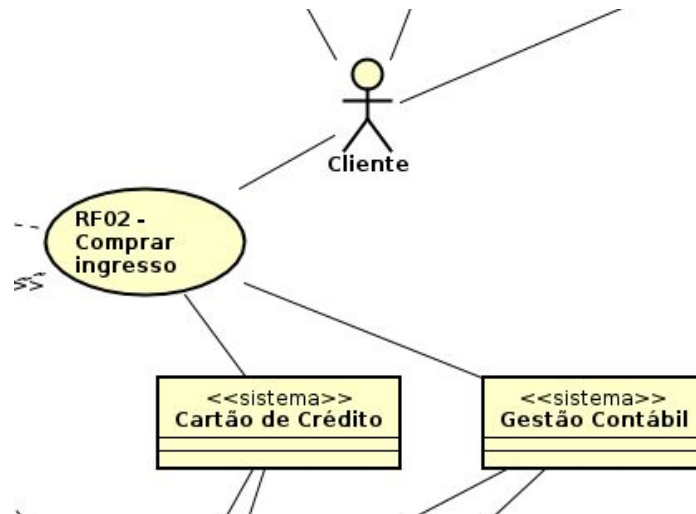 Cliente
RF02 -
Comprar
ingresso
>>
<<sistema>>
Cartão de Crédito
<<sistema>>
Gestão Contábil